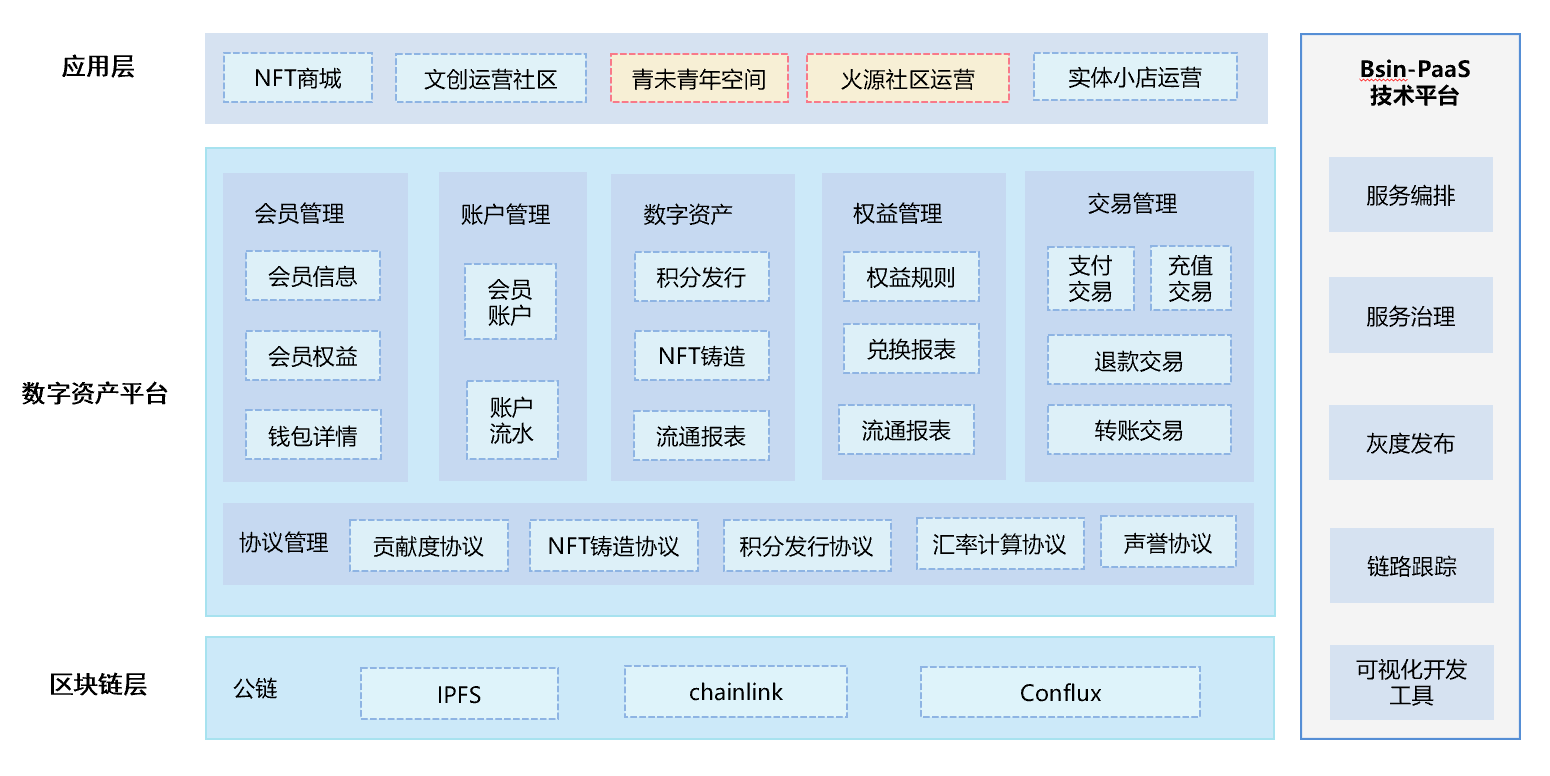 应用层
NFT商城
文创运营社区
青未青年空间
火源社区运营
实体小店运营
数字资产平台
会员管理
会员信息
会员权益
钱包详情
账户管理
会员
账户
账户
流水
数字资产
积分发行
NFT铸造
流通报表
权益管理
权益规则
兑换报表
流通报表
交易管理
支付
交易
充值
交易
退款交易
转账交易
协议管理
贡献度协议
NFT铸造协议
积分发行协议
汇率计算协议
声誉协议
区块链层
公链
IPFS
chainlink
Conflux
Bsin-PaaS
技术平台
服务编排
服务治理
灰度发布
链路跟踪
可视化开发
工具